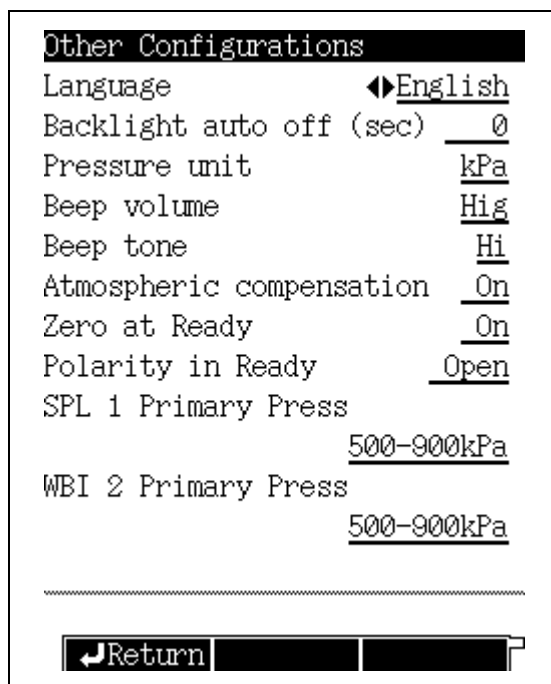 Other Configurations
Language ◀▶English
Backlight auto off (sec) 0
Pressure unit kPa
Beep volume Hig
Beep tone Hi
Atmospheric compensation On
Zero at Ready On
Polarity in Ready Open
SPL 1 Primary Press
500-900kPa
WBI 2 Primary Press
500-900kPa
↵Return